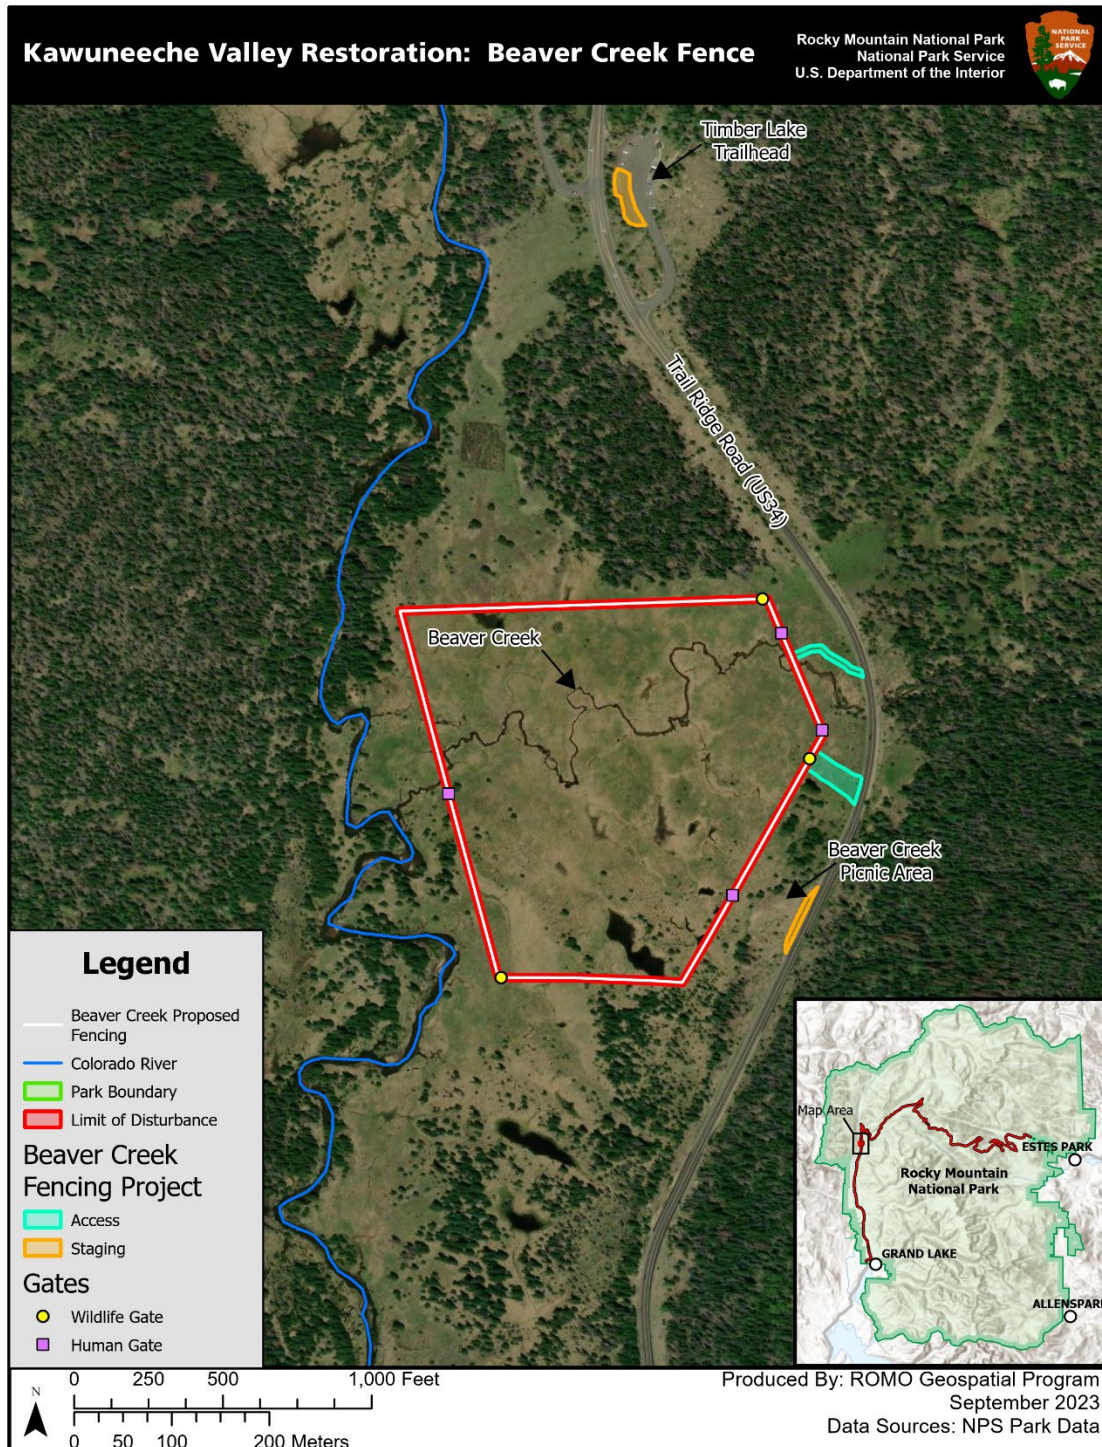 Kawuneeche Valley Restoration: Beaver Creek Fence
Rocky Mountain National Park
National Park Service
U.S. Department of the Interior
NATIONAL
PARK
SERVICE
Timber Lake
Trailhead
Trail Ridge Road (US34)
Beaver Creek
Beaver Creek
Picnic Area
Legend
Beaver Creek Proposed
Fencing
Colorado River
Park Boundary
Limit of Disturbance
Beaver Creek
Fencing Project
Access
Staging
Gates
Wildlife Gate
Human Gate
Map Area
ESTES PARK
Rocky Mountain
National Park
GRAND LAKE
ALLENSPARK
N
0 250 500 1,000 Feet
0 50 100 200 Meters
Produced By: ROMO Geospatial Program
September 2023
Data Sources: NPS Park Data